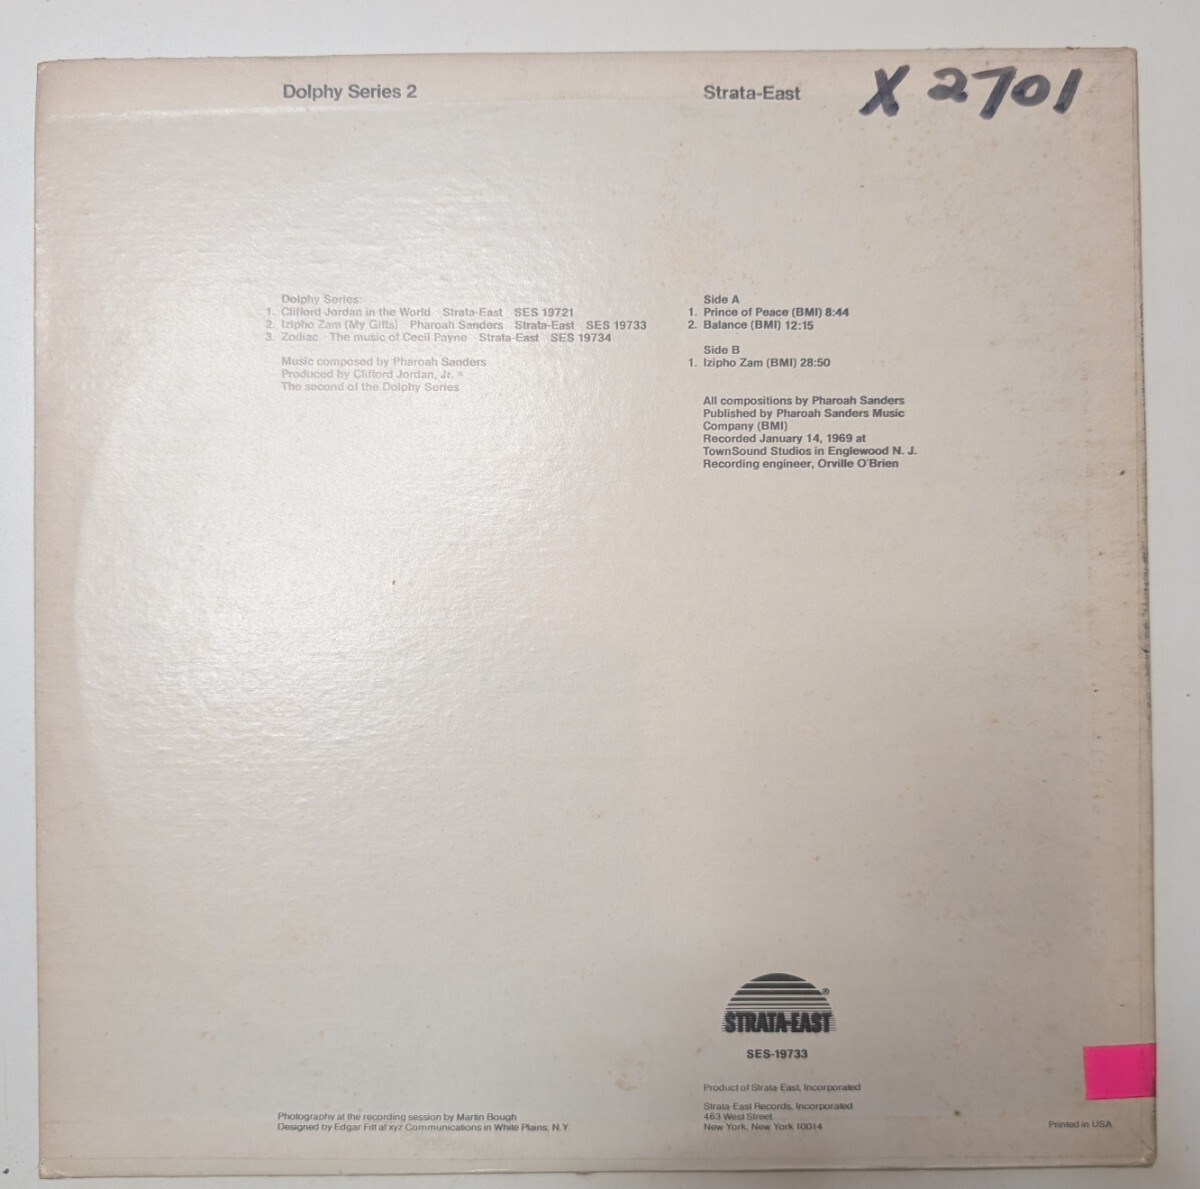 Dolphy Series 2
Strata-East
X 2701
Dolphy Series:
1. Clifford Jordan in the World Strata-East SES 19721
2. Izipho Zam (My Gifts) Pharoah Sanders Strata-East SES 19733
3. Zodiac The music of Cecil Payne Strata-East SES 19734
Music composed by Pharoah Sanders
Produced by Clifford Jordan, Jr.
The second of the Dolphy Series
Side A
1. Prince of Peace (BMI) 8:44
2. Balance (BMI) 12:15
Side B
1. Izipho Zam (BMI) 28:50
All compositions by Pharoah Sanders
Published by Pharoah Sanders Music
Company (BMI)
Recorded January 14, 1969 at
TownSound Studios in Englewood N. J.
Recording engineer, Orville O'Brien
STRATA-EAST®
SES-19733
Product of Strata-East, Incorporated
Strata-East Records, Incorporated
463 West Street
New York, New York 10014
Photography at the recording session by Martin Bough
Designed by Edgar Fitt at xyz Communications in White Plains, N.Y.
Printed in USA